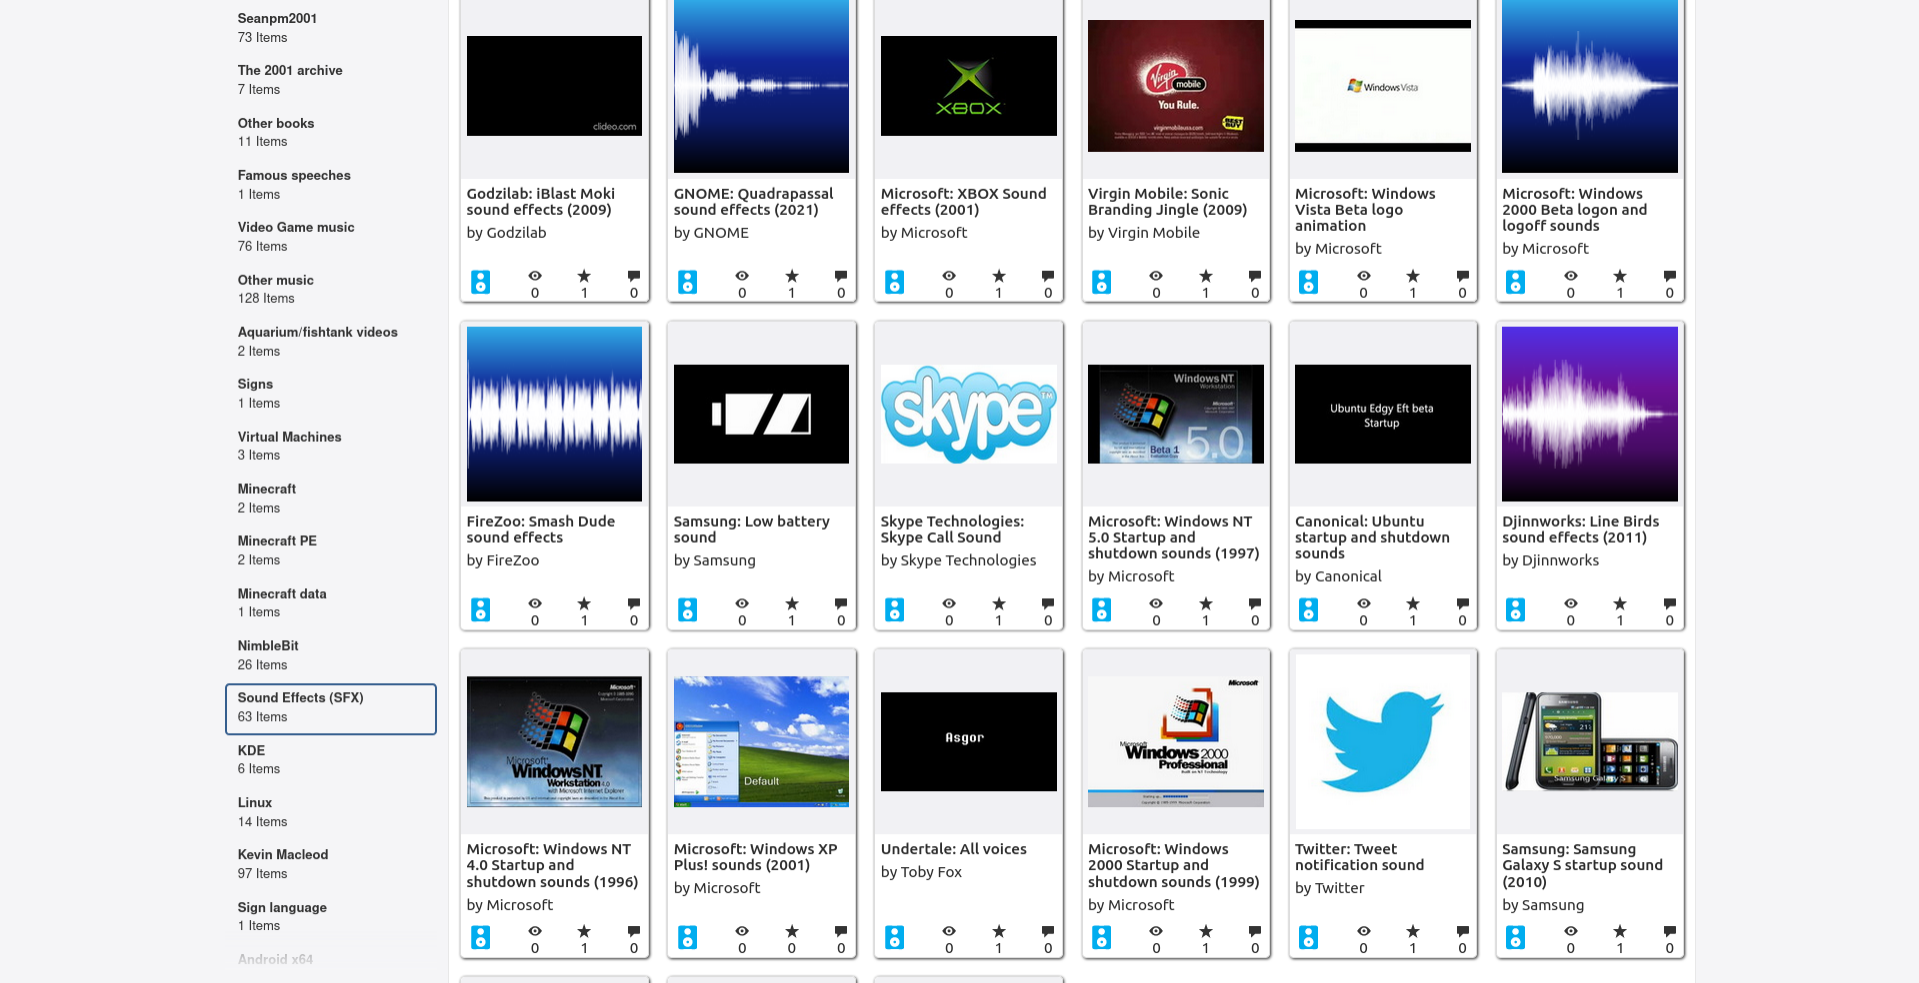 Seanpm2001
73 Items
The 2001 archive
7 Items
Other books
11 Items
Famous speeches
1 Items
Video Game music
76 Items
Other music
128 Items
Aquarium/fishtank videos
2 Items
Signs
1 Items
Virtual Machines
3 Items
Minecraft
2 Items
Minecraft PE
2 Items
Minecraft data
1 Items
NimbleBit
26 Items
Sound Effects (SFX)
63 Items
KDE
6 Items
Linux
14 Items
Kevin Macleod
97 Items
Sign language
1 Items
Android x64
clideo.com
Godzilab: iBlast Moki
sound effects (2009)
by Godzilab
0 1 0
GNOME: Quadrapassal
sound effects (2021)
by GNOME
0 1 0
XBOX
Microsoft: XBOX Sound
effects (2001)
by Microsoft
0 1 0
Virgin
mobile
You Rule.
virginmobileusa.com
BEST
BUY
Virgin Mobile: Sonic
Branding Jingle (2009)
by Virgin Mobile
0 1 0
Windows Vista
Microsoft: Windows
Vista Beta logo
animation
by Microsoft
0 1 0
Microsoft: Windows
2000 Beta logon and
logoff sounds
by Microsoft
0 1 0
FireZoo: Smash Dude
sound effects
by FireZoo
0 1 0
Samsung: Low battery
sound
by Samsung
0 1 0
skype™
Skype Technologies:
Skype Call Sound
by Skype Technologies
0 1 0
Windows NT
Workstation
Microsoft
5.0
Beta 1
Microsoft: Windows NT
5.0 Startup and
shutdown sounds (1997)
by Microsoft
0 1 0
Ubuntu Edgy Eft beta
Startup
Canonical: Ubuntu
startup and shutdown
sounds
by Canonical
0 1 0
Djinnworks: Line Birds
sound effects (2011)
by Djinnworks
0 1 0
Microsoft
Microsoft
Windows NT
Workstation 4.0
with Microsoft Internet Explorer
Microsoft: Windows NT
4.0 Startup and
shutdown sounds (1996)
by Microsoft
0 1 0
Default
Microsoft: Windows XP
Plus! sounds (2001)
by Microsoft
0 0 0
Asgor
Undertale: All voices
by Toby Fox
0 1 0
Microsoft
Microsoft
Windows 2000
Professional
Built on NT Technology
Microsoft: Windows
2000 Startup and
shutdown sounds (1999)
by Microsoft
0 1 0
Twitter: Tweet
notification sound
by Twitter
0 1 0
Samsung Galaxy S
Samsung: Samsung
Galaxy S startup sound
(2010)
by Samsung
0 1 0